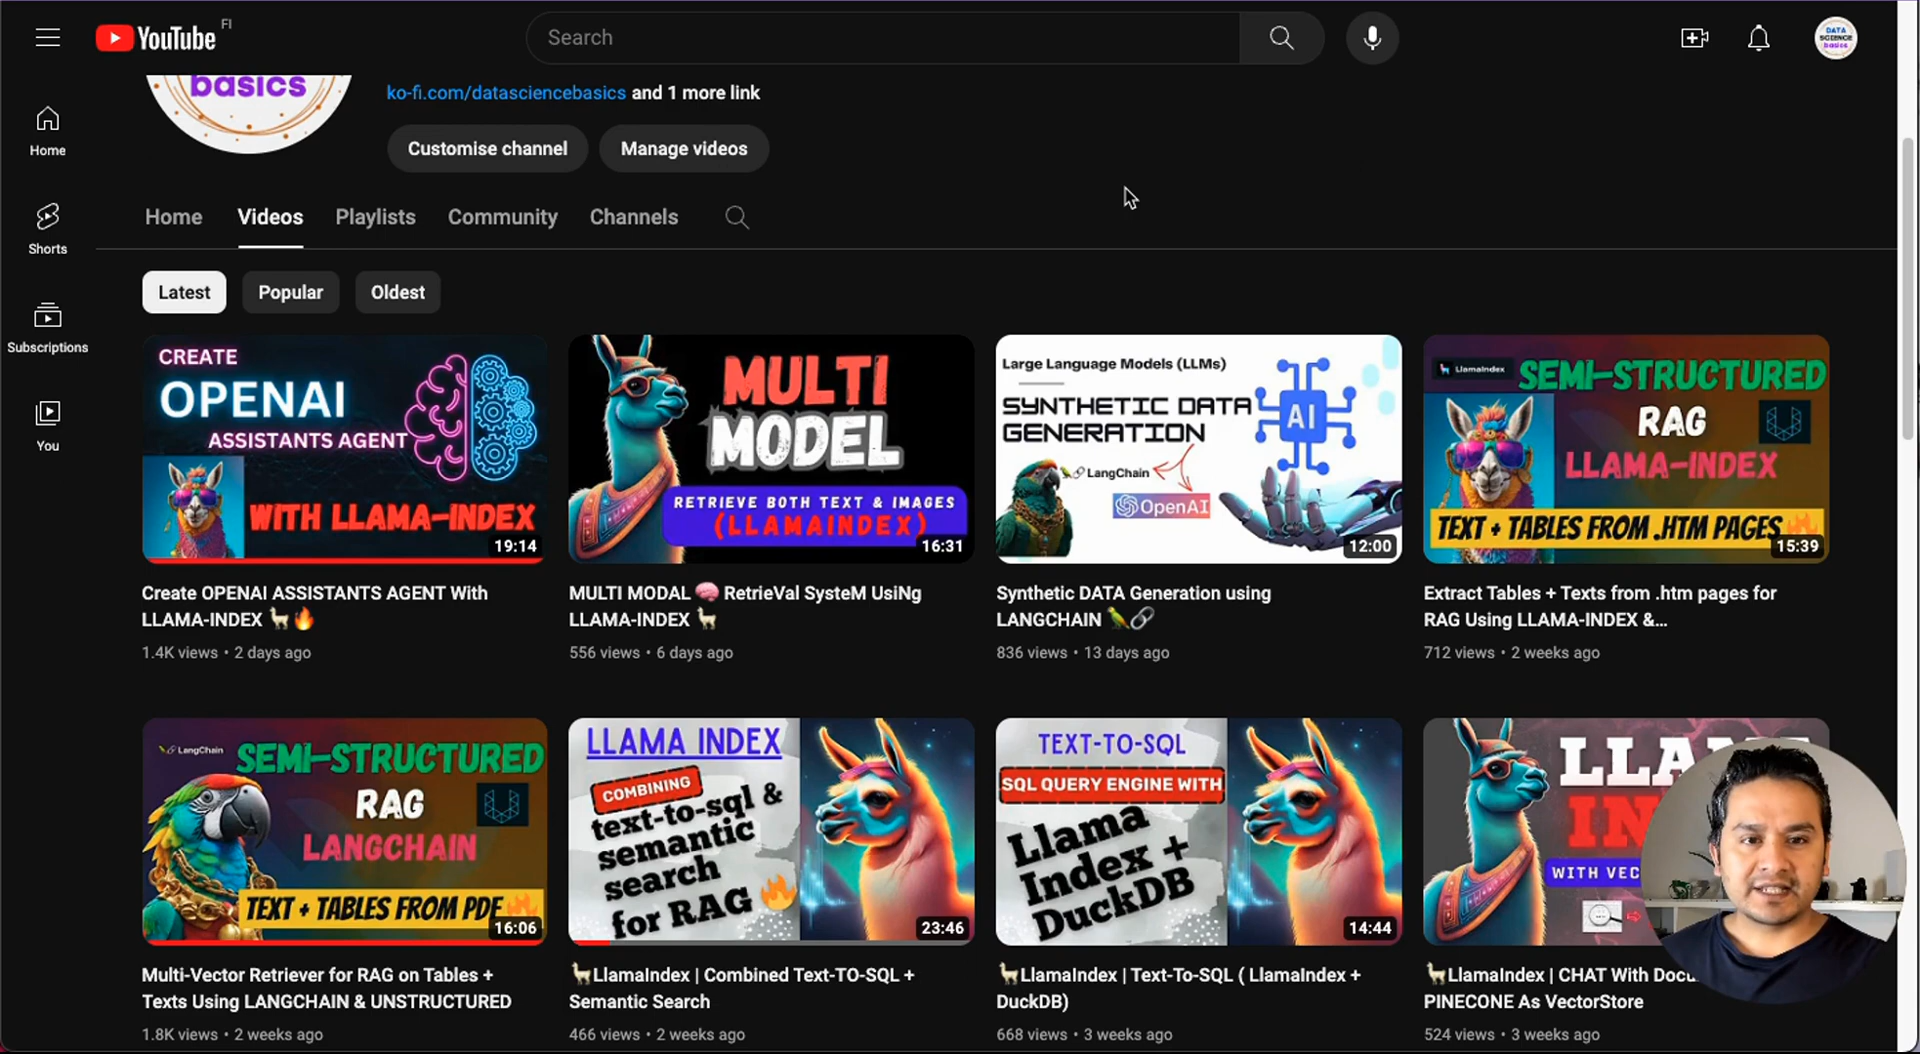 YouTube FI
Search
DATA
SCIENCE
basics
Home
Shorts
Subscriptions
You
basics
ko-fi.com/datasciencebasics and 1 more link
Customise channel
Manage videos
Home
Videos
Playlists
Community
Channels
Latest
Popular
Oldest
CREATE
OPENAI
ASSISTANTS AGENT
WITH LLAMA-INDEX
19:14
Create OPENAI ASSISTANTS AGENT With
LLAMA-INDEX 🦙🔥
1.4K views • 2 days ago
MULTI
MODEL
RETRIEVE BOTH TEXT & IMAGES
(LLAMAINDEX)
16:31
MULTI MODAL 🧠 RetrieVal SysteM UsiNg
LLAMA-INDEX 🦙
556 views • 6 days ago
Large Language Models (LLMs)
SYNTHETIC DATA
GENERATION
AI
LangChain
OpenAI
12:00
Synthetic DATA Generation using
LANGCHAIN 🦜🔗
836 views • 13 days ago
LlamaIndex
SEMI-STRUCTURED
RAG
LLAMA-INDEX
TEXT + TABLES FROM .HTM PAGES🔥
15:39
Extract Tables + Texts from .htm pages for
RAG Using LLAMA-INDEX &...
712 views • 2 weeks ago
LangChain
SEMI-STRUCTURED
RAG
LANGCHAIN
TEXT + TABLES FROM PDF🔥
16:06
Multi-Vector Retriever for RAG on Tables +
Texts Using LANGCHAIN & UNSTRUCTURED
1.8K views • 2 weeks ago
LLAMA INDEX
COMBINING
text-to-sql &
semantic
search
for RAG 🔥
23:46
🦙LlamaIndex | Combined Text-TO-SQL +
Semantic Search
466 views • 2 weeks ago
TEXT-TO-SQL
SQL QUERY ENGINE WITH
Llama
Index +
DuckDB
14:44
🦙LlamaIndex | Text-To-SQL ( LlamaIndex +
DuckDB)
668 views • 3 weeks ago
LLAM
IN
WITH VEC
🦙LlamaIndex | CHAT With Docu
PINECONE As VectorStore
524 views • 3 weeks ago